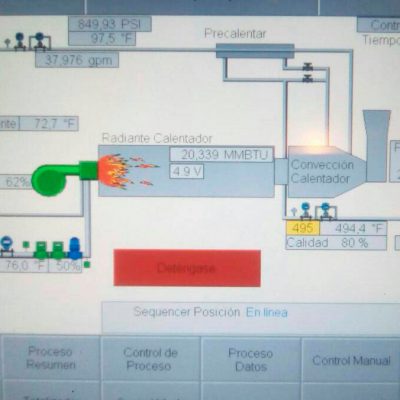 849,93 PSI
97,5 °F
37,976 gpm
Precalentar
Contr
Tiempo
nte
72,7 °F
Radiante Calentador
20,339 MMBTU
4.9 V
Convección
Calentador
62%
495
494,4 °F
Calidad
80 %
76,0 °F
50%
Deténgase
Sequencer Posición En línea
Proceso
Resumen
Control de
Proceso
Proceso
Datos
Control Manual